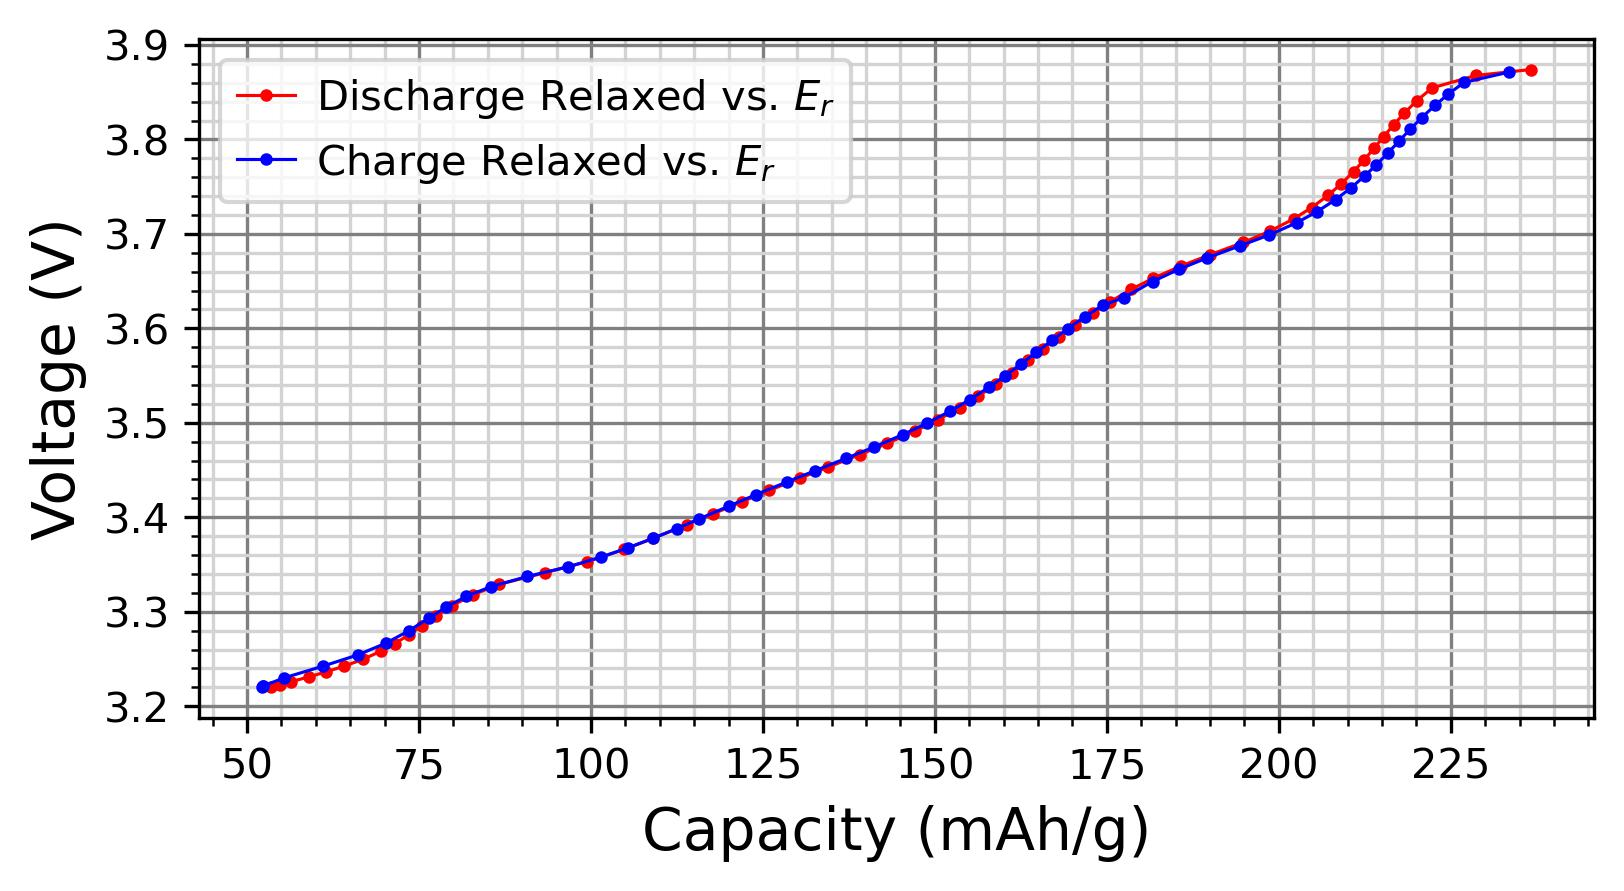 3.9
3.8
3.7
3.6
3.5
3.4
3.3
3.2
Voltage (V)
Discharge Relaxed vs. E_r
Charge Relaxed vs. E_r
50 75 100 125 150 175 200 225
Capacity (mAh/g)